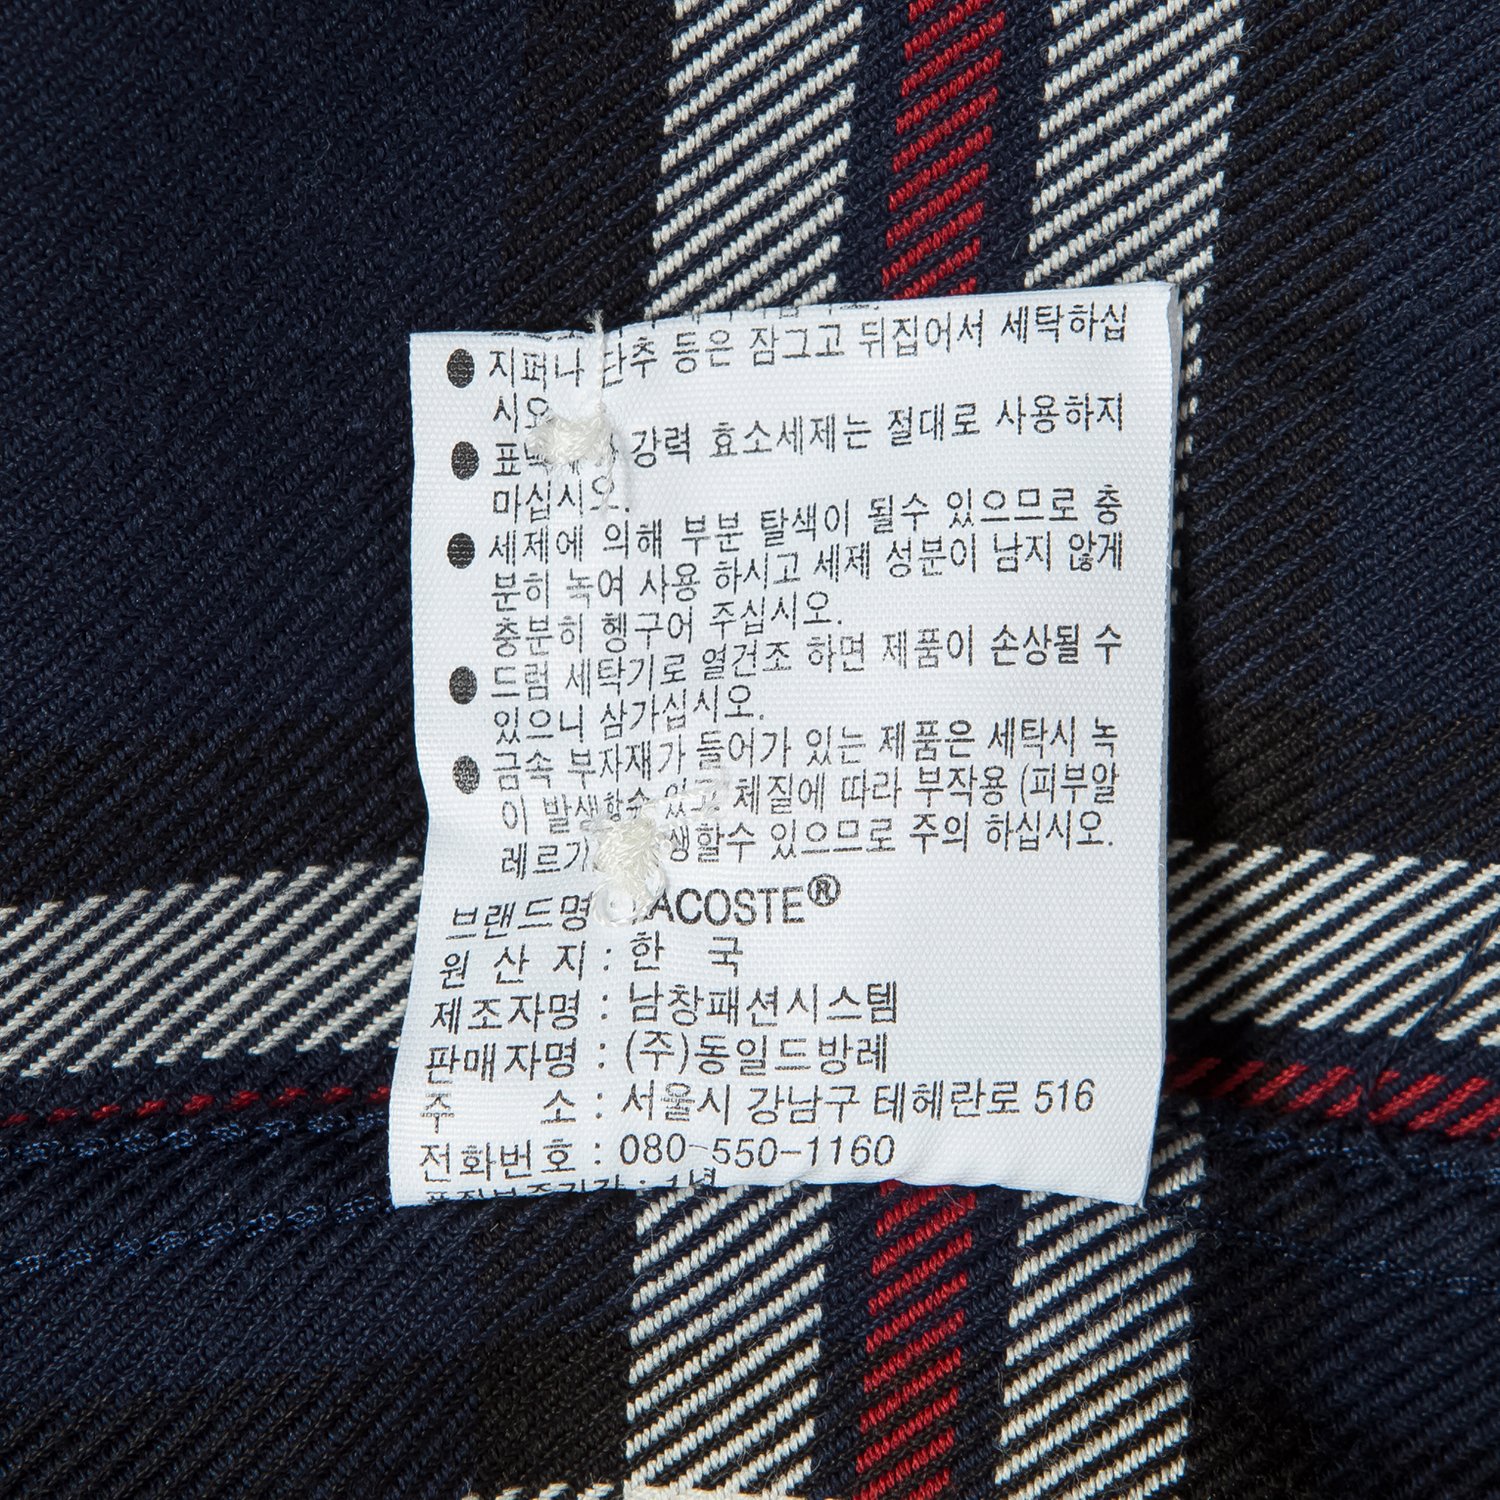 ● 지퍼나 단추 등은 잠그고 뒤집어서 세탁하십
시요
● 강력 효소세제는 절대로 사용하지
마십시오.
● 세제에 의해 부분 탈색이 될수 있으므로 충
분히 녹여 사용 하시고 세제 성분이 남지 않게
충분히 헹구어 주십시오.
● 드럼 세탁기로 열건조 하면 제품이 손상될 수
있으니 삼가십시오.
● 금속 부자재가 들어가 있는 제품은 세탁시 녹
이 발생할수 있고 체질에 따라 부작용 (피부알
레르기 생할수 있으므로 주의 하십시오.
브랜드명 : LACOSTE®
원 산 지 : 한 국
제조자명 : 남창패션시스템
판매자명 : (주)동일드방레
주 소 : 서울시 강남구 테헤란로 516
전화번호 : 080-550-1160
품질보증기간 : 1년